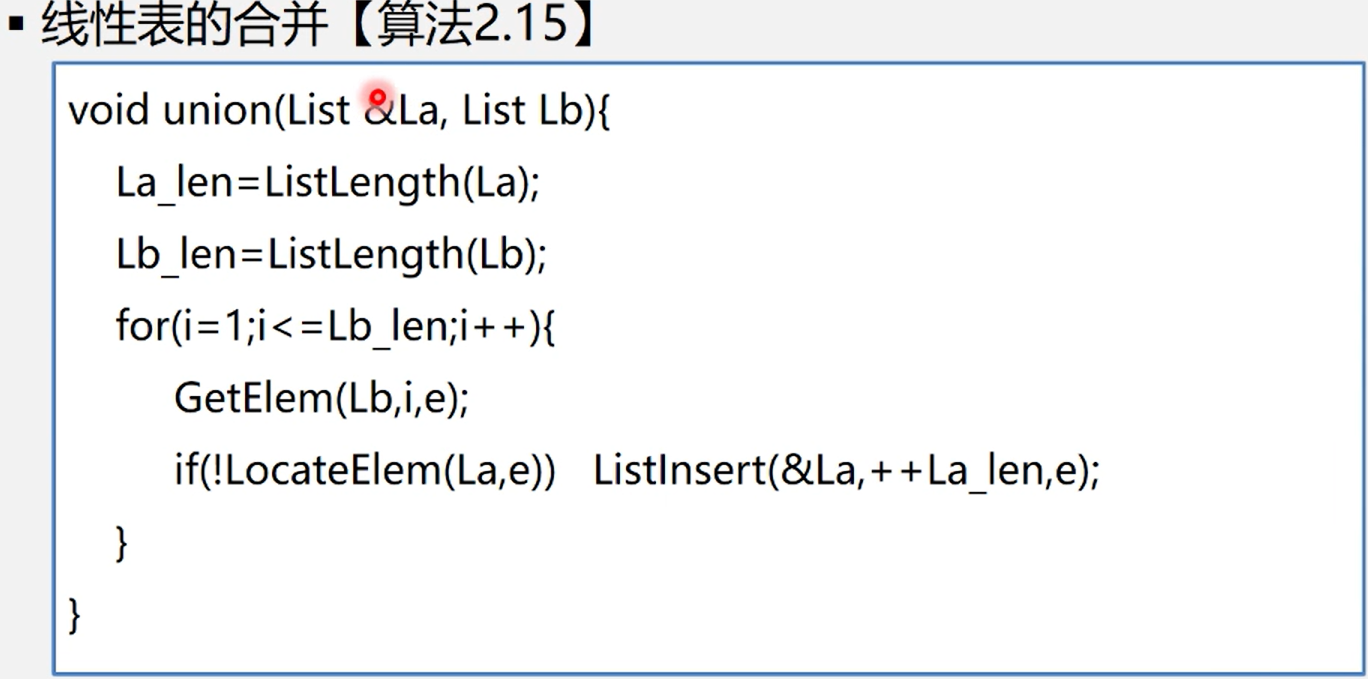 ▪ 线性表的合并【算法2.15】
void union(List &La, List Lb){
La_len=ListLength(La);
Lb_len=ListLength(Lb);
for(i=1;i<=Lb_len;i++){
GetElem(Lb,i,e);
if(!LocateElem(La,e)) ListInsert(&La,++La_len,e);
}
}